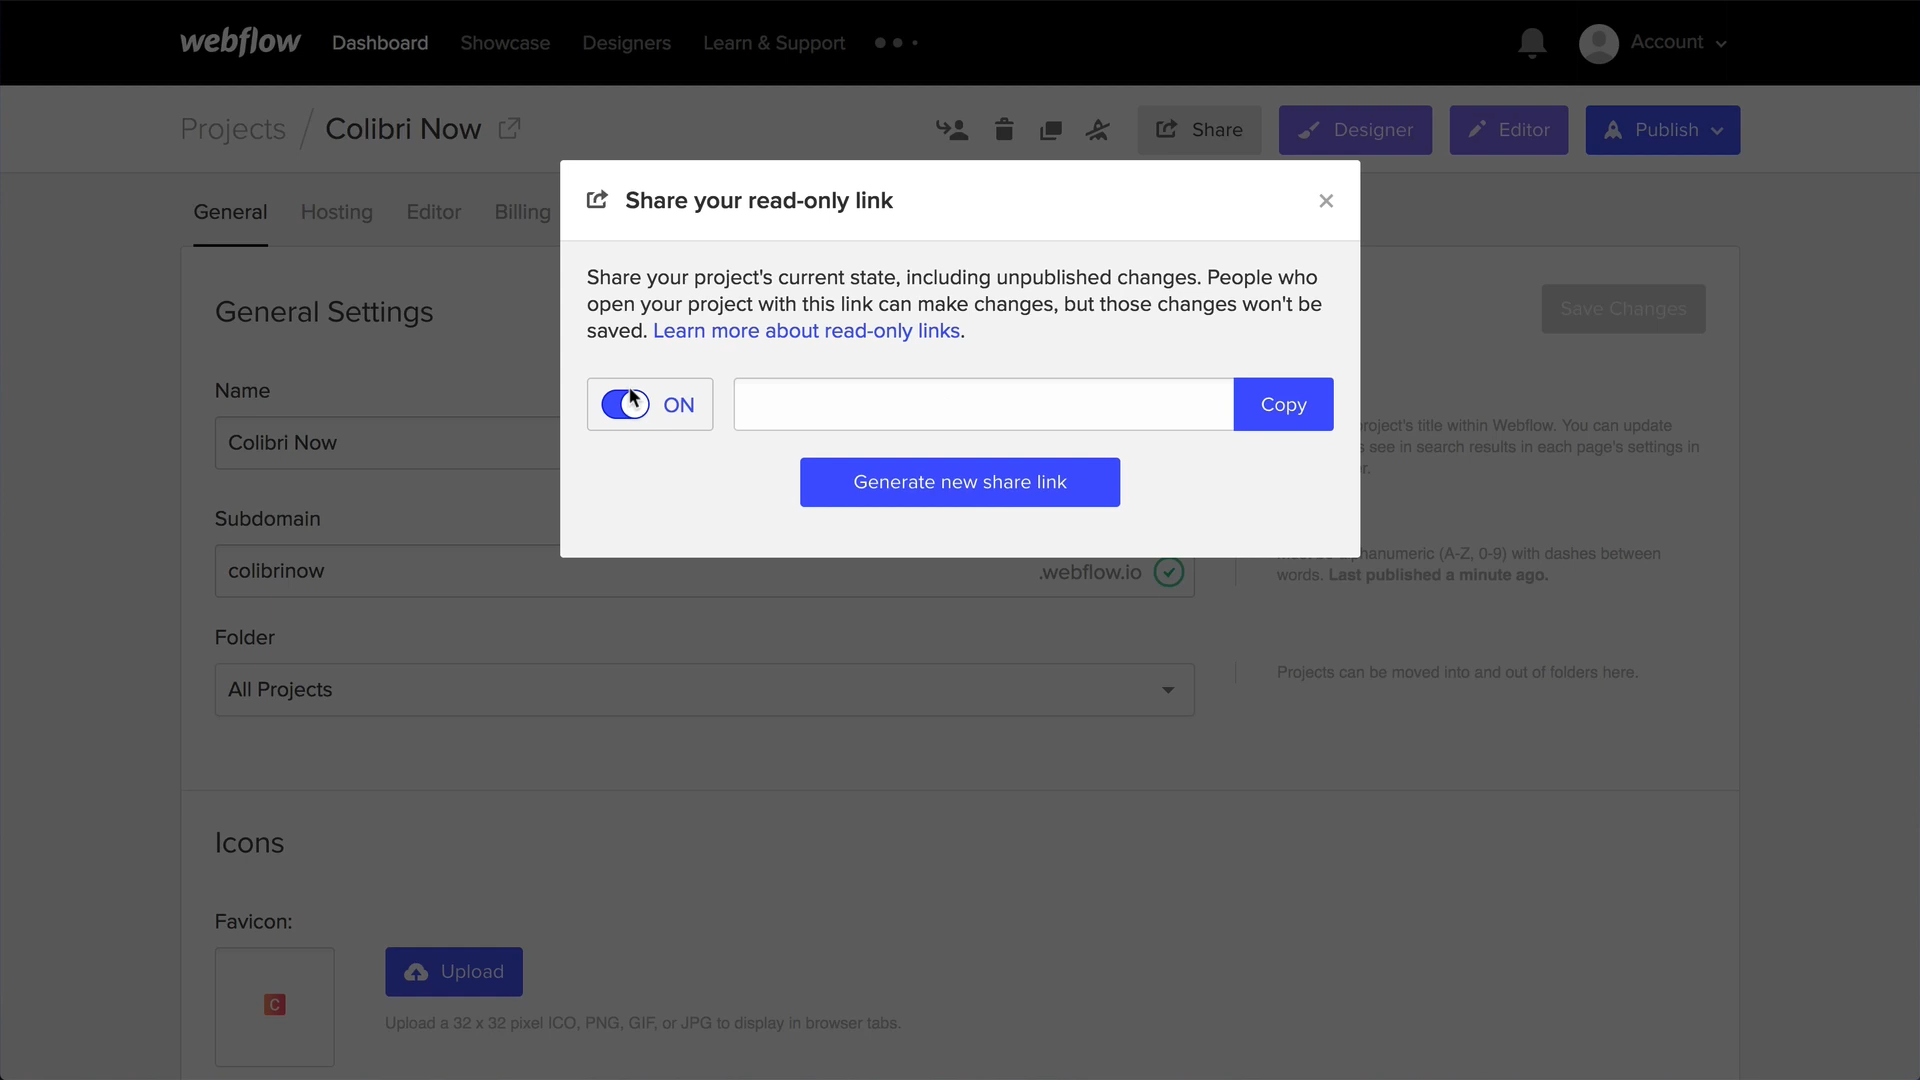 webflow Dashboard Showcase Designers Learn & Support Account
Projects / Colibri Now Share Designer Editor Publish
General Hosting Editor Billing
Share your read-only link
Share your project's current state, including unpublished changes. People who
open your project with this link can make changes, but those changes won't be
saved. Learn more about read-only links.
ON Copy
Generate new share link
General Settings Save Changes
Name
Colibri Now
project's title within Webflow. You can update
see in search results in each page's settings in
Subdomain
colibrinow .webflow.io
alphanumeric (A-Z, 0-9) with dashes between
words. Last published a minute ago.
Folder
All Projects
Projects can be moved into and out of folders here.
Icons
Favicon:
C
Upload
Upload a 32 x 32 pixel ICO, PNG, GIF, or JPG to display in browser tabs.